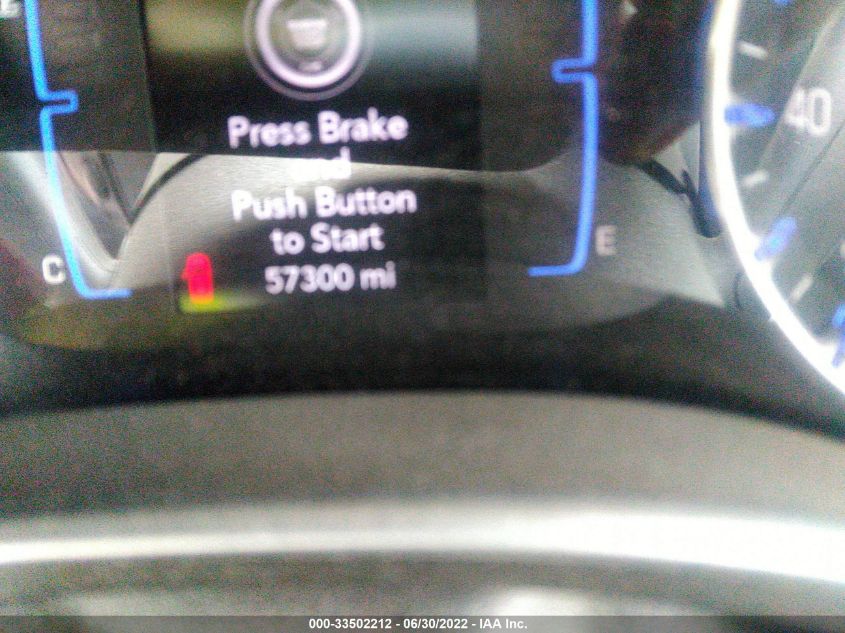 40
Press Brake
and
Push Button
to Start
57300 mi
C
E
000-33502212 - 06/30/2022 - IAA Inc.